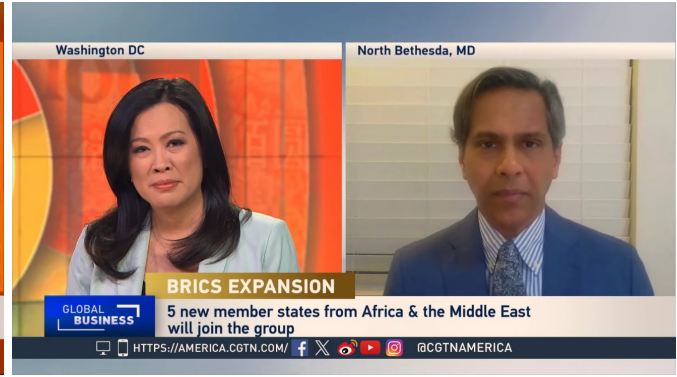 Washington DC
North Bethesda, MD
BRICS EXPANSION
GLOBAL
BUSINESS
5 new member states from Africa & the Middle East
will join the group
HTTPS://AMERICA.CGTN.COM/
@CGTNAMERICA